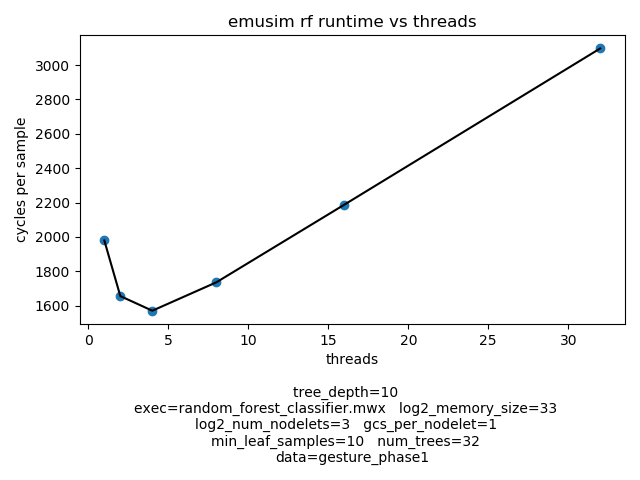 emusim rf runtime vs threads
3000
2800
2600
2400
2200
2000
1800
1600
cycles per sample
0 5 10 15 20 25 30
threads
tree_depth=10
exec=random_forest_classifier.mwx log2_memory_size=33
log2_num_nodelets=3 gcs_per_nodelet=1
min_leaf_samples=10 num_trees=32
data=gesture_phase1